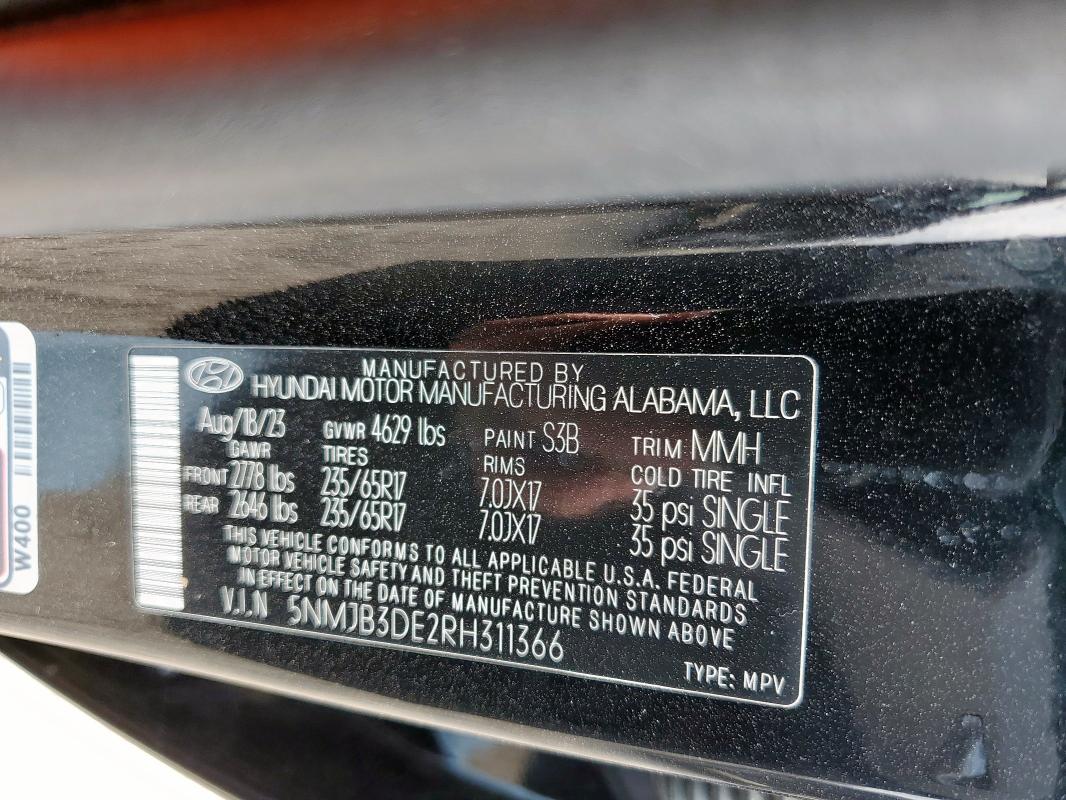 MANUFACTURED BY
HYUNDAI MOTOR MANUFACTURING ALABAMA, LLC
Aug/18/23 GVWR 4629 lbs PAINT S3B TRIM MMH
GAWR TIRES RIMS COLD TIRE INFL
FRONT 2778 lbs 235/65R17 7.0JX17 35 psi SINGLE
REAR 2646 lbs 235/65R17 7.0JX17 35 psi SINGLE
THIS VEHICLE CONFORMS TO ALL APPLICABLE U.S.A. FEDERAL
MOTOR VEHICLE SAFETY AND THEFT PREVENTION STANDARDS
IN EFFECT ON THE DATE OF MANUFACTURE SHOWN ABOVE
V.I.N 5NMJB3DE2RH311366
TYPE: MPV
W400